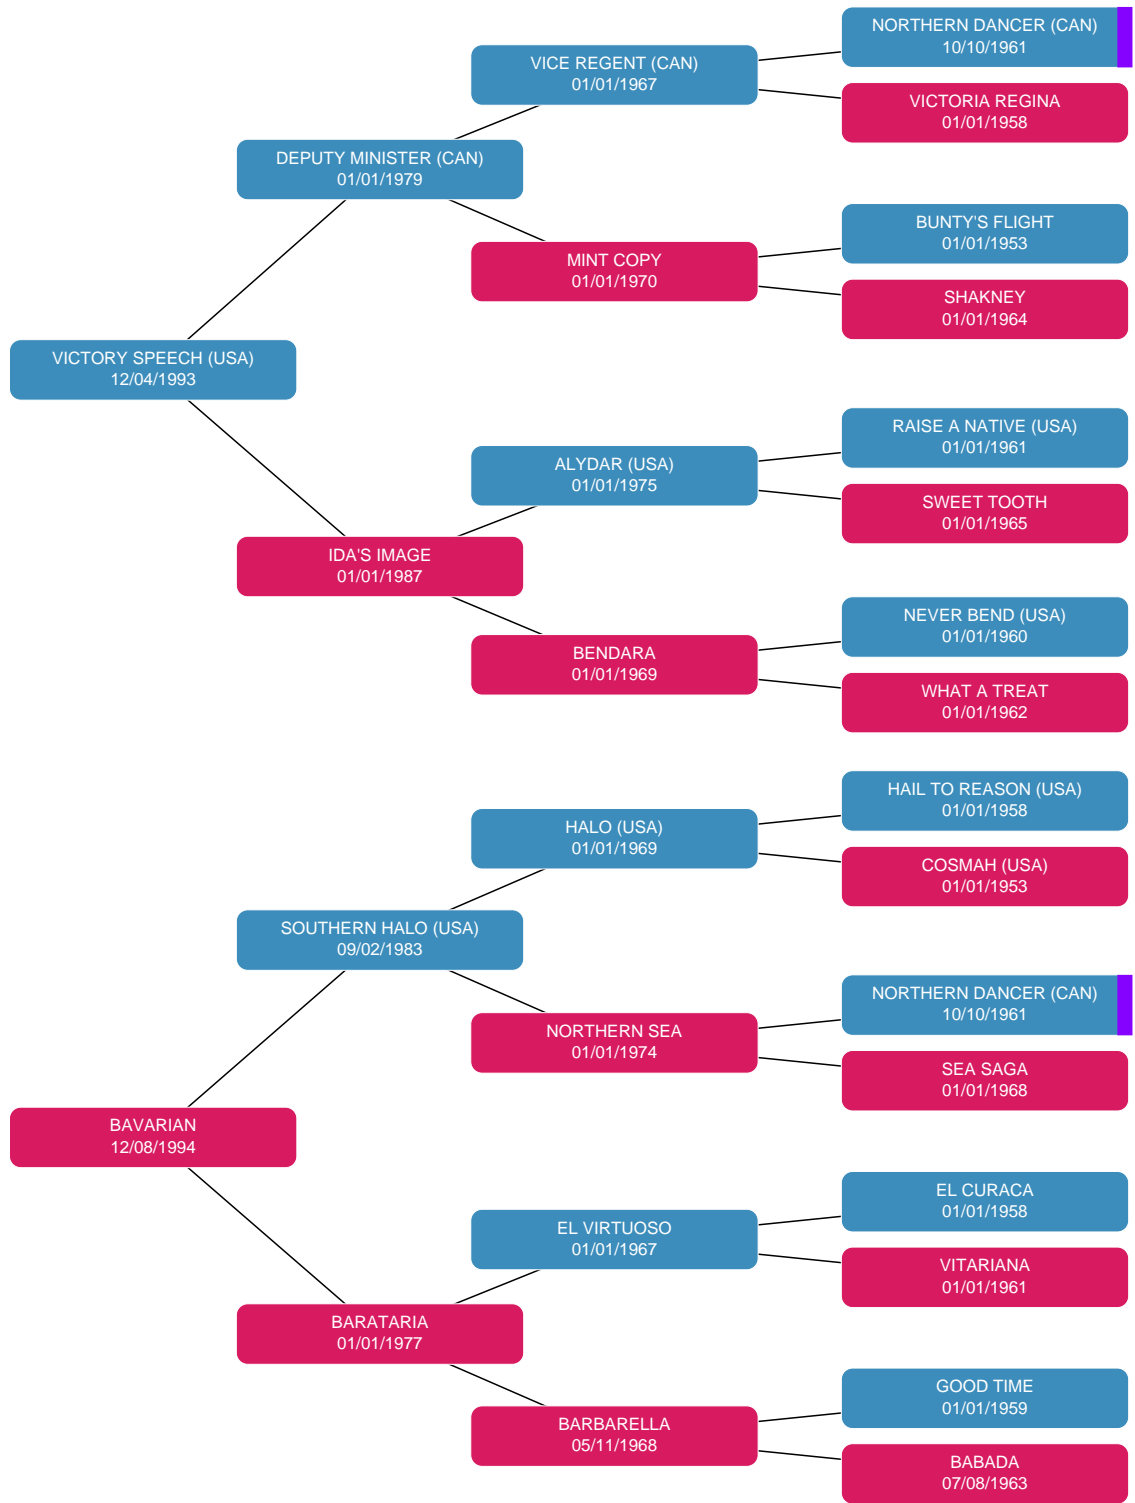 NORTHERN DANCER (CAN)
10/10/1961
VICE REGENT (CAN)
01/01/1967
VICTORIA REGINA
01/01/1958
DEPUTY MINISTER (CAN)
01/01/1979
BUNTY'S FLIGHT
01/01/1953
MINT COPY
01/01/1970
SHAKNEY
01/01/1964
VICTORY SPEECH (USA)
12/04/1993
RAISE A NATIVE (USA)
01/01/1961
ALYDAR (USA)
01/01/1975
SWEET TOOTH
01/01/1965
IDA'S IMAGE
01/01/1987
NEVER BEND (USA)
01/01/1960
BENDARA
01/01/1969
WHAT A TREAT
01/01/1962
HAIL TO REASON (USA)
01/01/1958
HALO (USA)
01/01/1969
COSMAH (USA)
01/01/1953
SOUTHERN HALO (USA)
09/02/1983
NORTHERN DANCER (CAN)
10/10/1961
NORTHERN SEA
01/01/1974
SEA SAGA
01/01/1968
BAVARIAN
12/08/1994
EL CURACA
01/01/1958
EL VIRTUOSO
01/01/1967
VITARIANA
01/01/1961
BARATARIA
01/01/1977
GOOD TIME
01/01/1959
BARBARELLA
05/11/1968
BABADA
07/08/1963